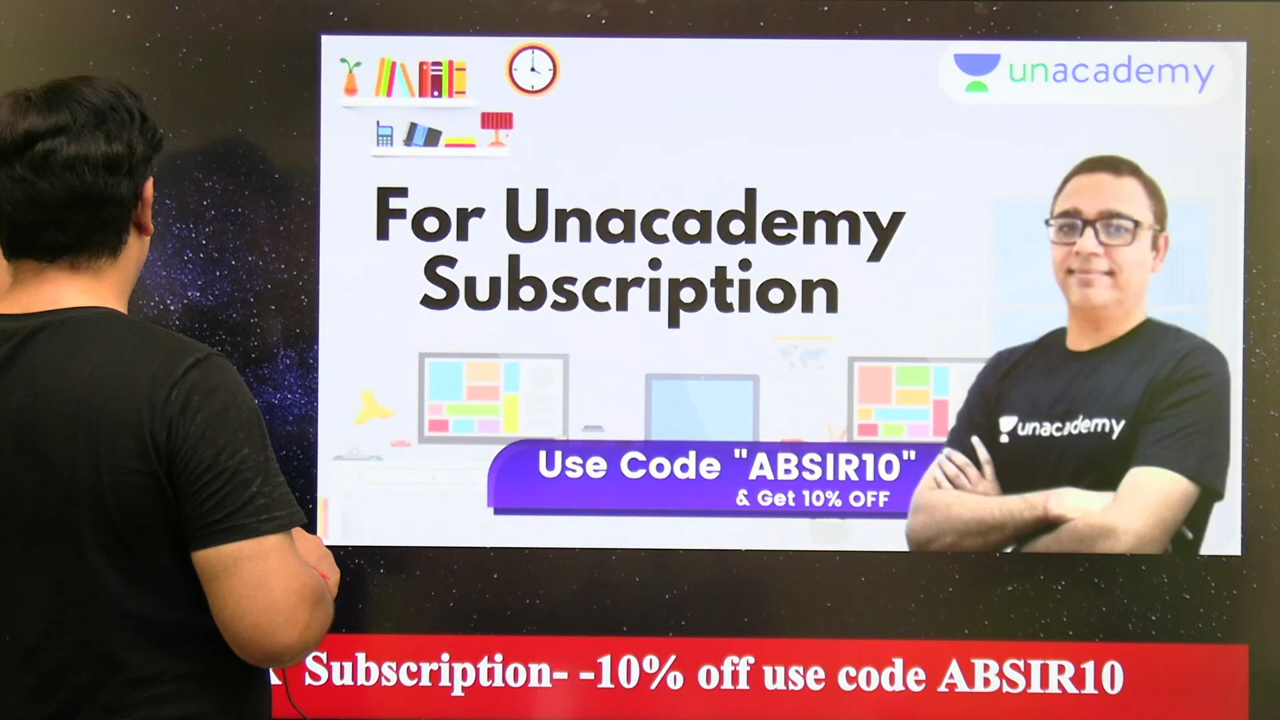 unacademy
For Unacademy
Subscription
unacademy
Use Code "ABSIR10"
& Get 10% OFF
Subscription- -10% off use code ABSIR10